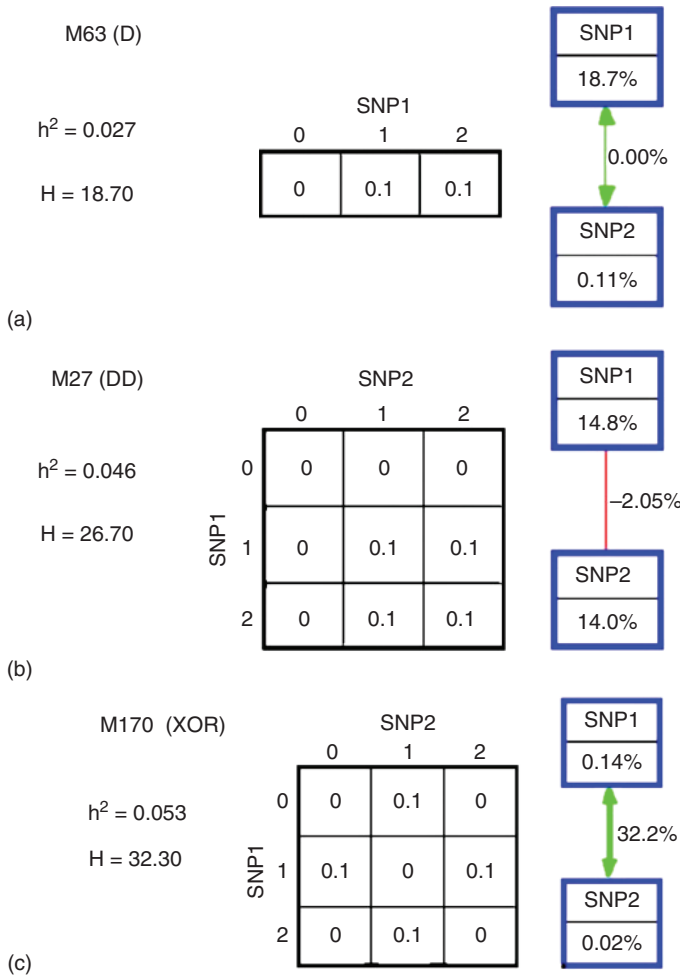 M63 (D)
SNP1
18.7%
SNP1
h² = 0.027
0 1 2
0.00%
H = 18.70
0 0.1 0.1
SNP2
0.11%
(a)
M27 (DD)
SNP2
SNP1
0 1 2
14.8%
h² = 0.046
0 0 0 0
–2.05%
H = 26.70
SNP1
1 0 0.1 0.1
SNP2
2 0 0.1 0.1
14.0%
(b)
M170 (XOR)
SNP2
SNP1
0 1 2
0.14%
h² = 0.053
0 0 0.1 0
32.2%
H = 32.30
SNP1
1 0.1 0 0.1
SNP2
2 0 0.1 0
0.02%
(c)